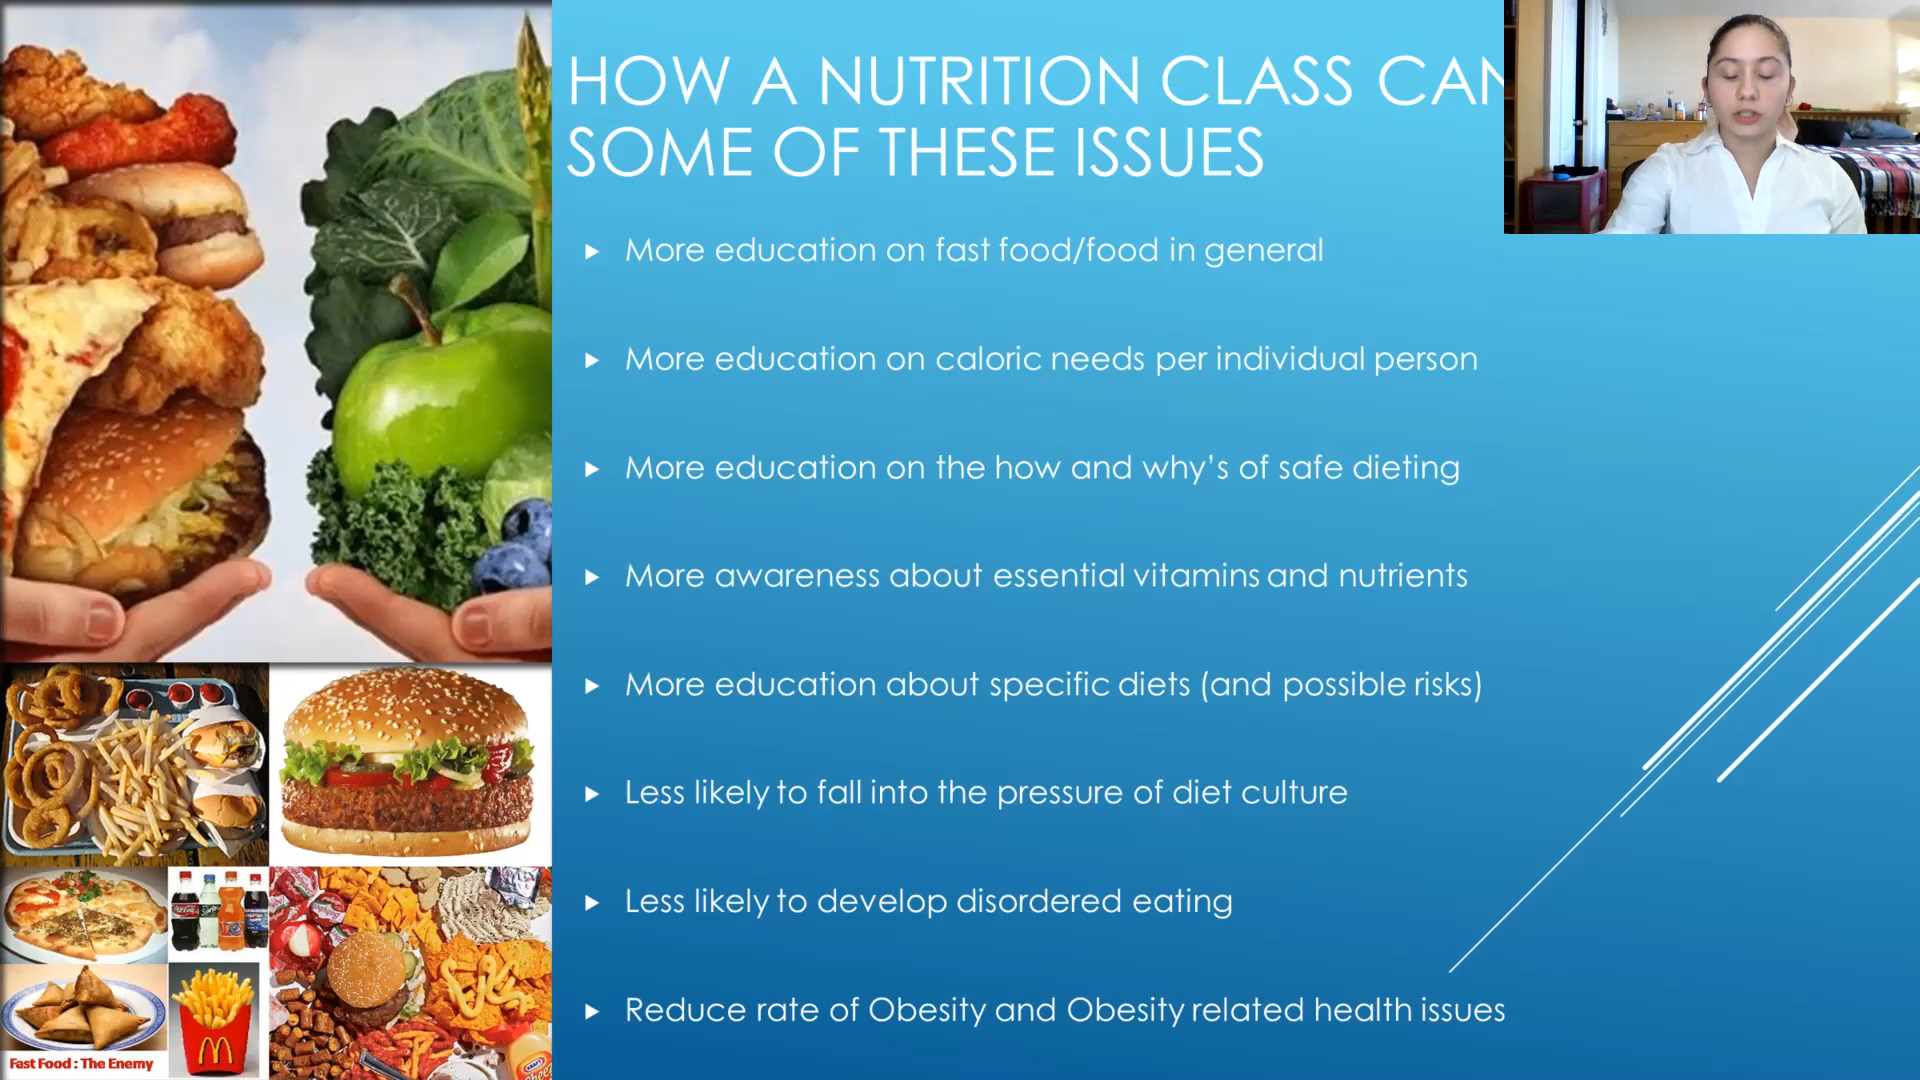 HOW A NUTRITION CLASS CAN
SOME OF THESE ISSUES
More education on fast food/food in general
More education on caloric needs per individual person
More education on the how and why's of safe dieting
More awareness about essential vitamins and nutrients
More education about specific diets (and possible risks)
Less likely to fall into the pressure of diet culture
Less likely to develop disordered eating
Reduce rate of Obesity and Obesity related health issues
Fast Food : The Enemy